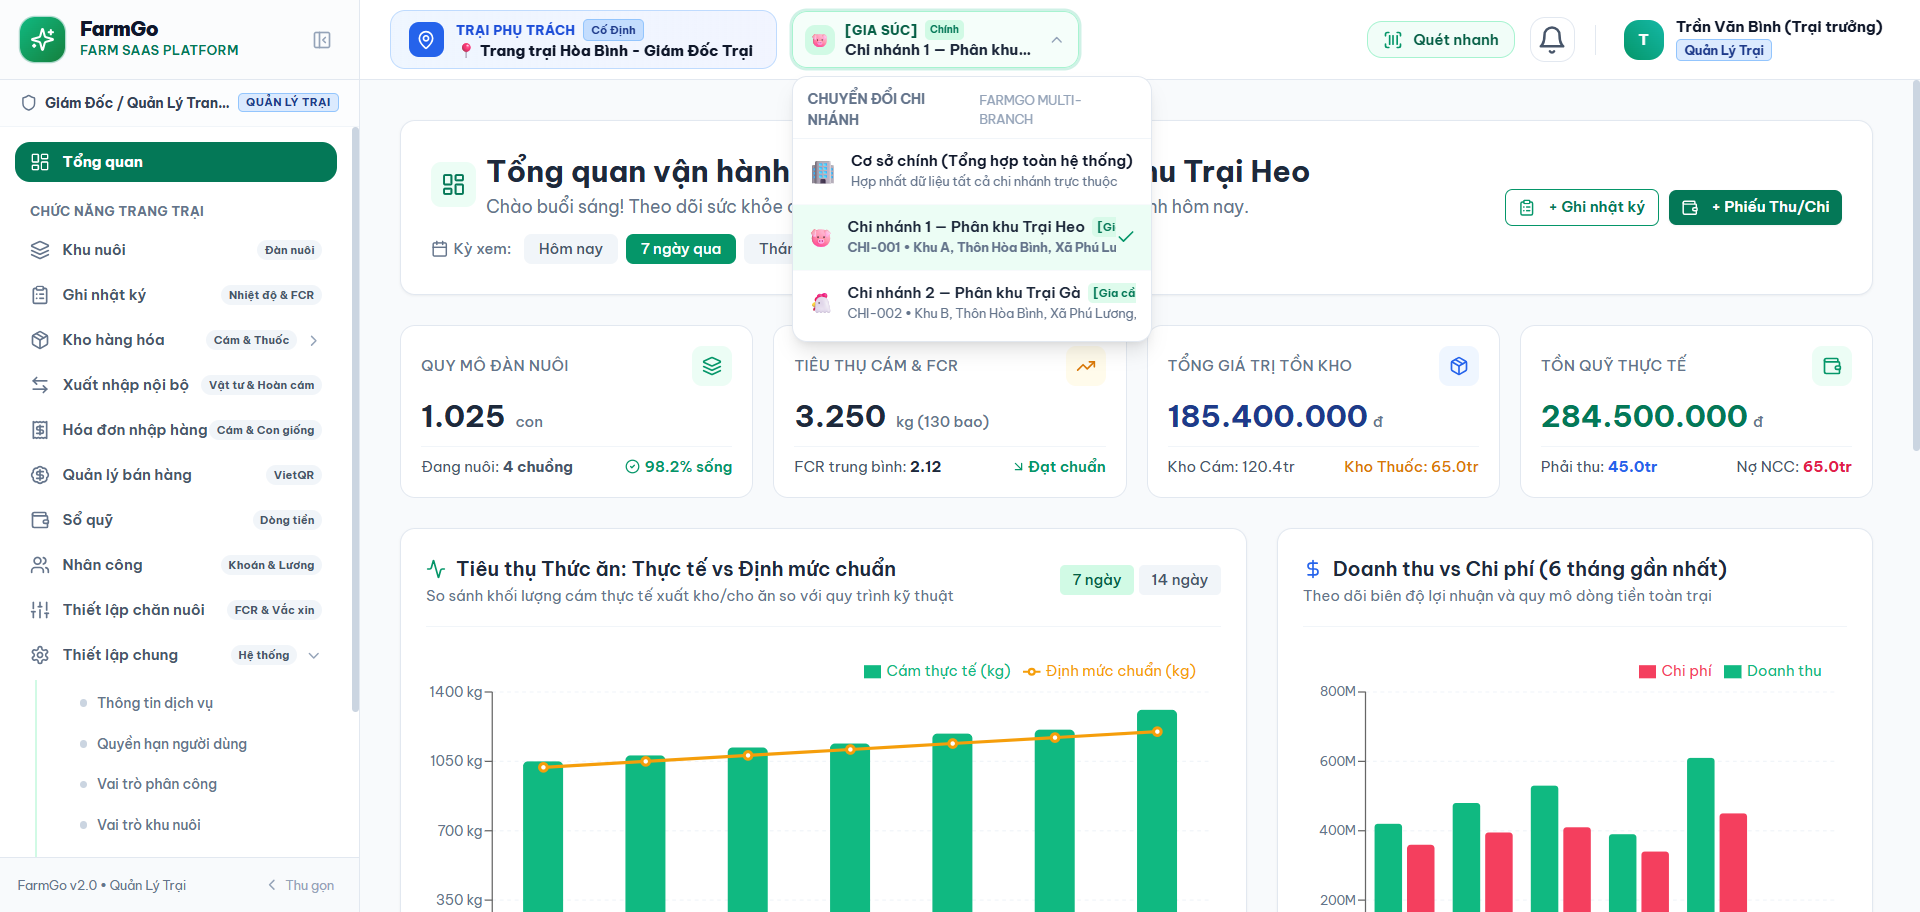 FarmGo
FARM SAAS PLATFORM
TRẠI PHỤ TRÁCH Cố Định
Trang trại Hòa Bình - Giám Đốc Trại
[GIA SÚC] Chính
Chi nhánh 1 — Phân khu...
Quét nhanh
T
Trần Văn Bình (Trại trưởng)
Quản Lý Trại
Giám Đốc / Quản Lý Tran... QUẢN LÝ TRẠI
Tổng quan
CHỨC NĂNG TRANG TRẠI
Khu nuôi Đàn nuôi
Ghi nhật ký Nhiệt độ & FCR
Kho hàng hóa Cám & Thuốc
Xuất nhập nội bộ Vật tư & Hoàn cám
Hóa đơn nhập hàng Cám & Con giống
Quản lý bán hàng VietQR
Sổ quỹ Dòng tiền
Nhân công Khoán & Lương
Thiết lập chăn nuôi FCR & Vắc xin
Thiết lập chung Hệ thống
Thông tin dịch vụ
Quyền hạn người dùng
Vai trò phân công
Vai trò khu nuôi
FarmGo v2.0 • Quản Lý Trại Thu gọn
CHUYỂN ĐỔI CHI NHÁNH
FARMGO MULTI-BRANCH
Cơ sở chính (Tổng hợp toàn hệ thống)
Hợp nhất dữ liệu tất cả chi nhánh trực thuộc
Chi nhánh 1 — Phân khu Trại Heo [Gi
CHI-001 • Khu A, Thôn Hòa Bình, Xã Phú Lu
Chi nhánh 2 — Phân khu Trại Gà [Gia cầ
CHI-002 • Khu B, Thôn Hòa Bình, Xã Phú Lương,
Tổng quan vận hành Trại Heo
Chào buổi sáng! Theo dõi sức khỏe hôm nay.
Kỳ xem: Hôm nay 7 ngày qua
+ Ghi nhật ký
+ Phiếu Thu/Chi
QUY MÔ ĐÀN NUÔI
1.025 con
Đang nuôi: 4 chuồng 98.2% sống
TIÊU THỤ CÁM & FCR
3.250 kg (130 bao)
FCR trung bình: 2.12 Đạt chuẩn
TỔNG GIÁ TRỊ TỒN KHO
185.400.000 đ
Kho Cám: 120.4tr Kho Thuốc: 65.0tr
TỒN QUỸ THỰC TẾ
284.500.000 đ
Phải thu: 45.0tr Nợ NCC: 65.0tr
Tiêu thụ Thức ăn: Thực tế vs Định mức chuẩn
So sánh khối lượng cám thực tế xuất kho/cho ăn so với quy trình kỹ thuật
7 ngày 14 ngày
Cám thực tế (kg) Định mức chuẩn (kg)
1400 kg
1050 kg
700 kg
350 kg
Doanh thu vs Chi phí (6 tháng gần nhất)
Theo dõi biên độ lợi nhuận và quy mô dòng tiền toàn trại
Chi phí Doanh thu
800M
600M
400M
200M